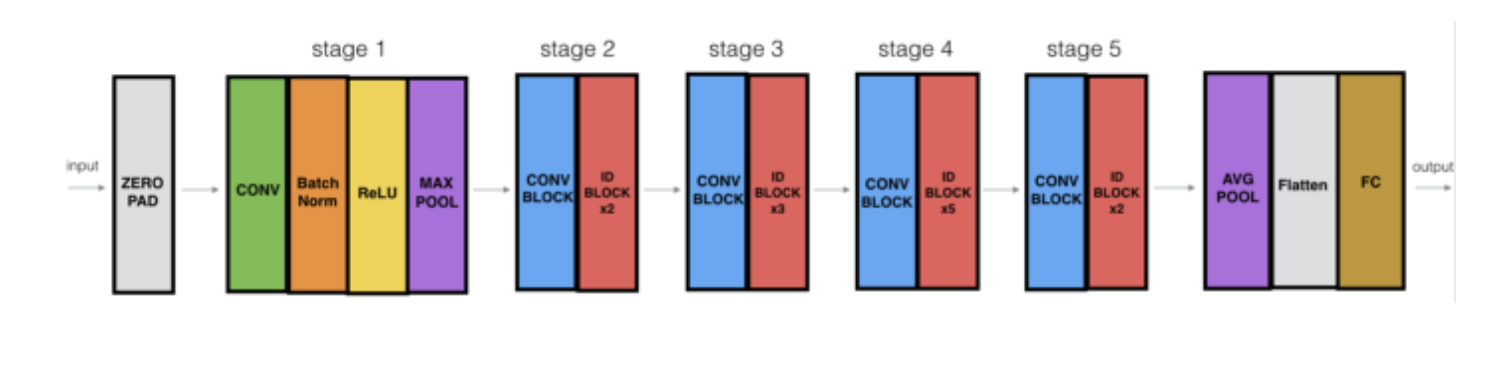 stage 1
stage 2
stage 3
stage 4
stage 5
input
ZERO
PAD
CONV
Batch
Norm
ReLU
MAX
POOL
CONV
BLOCK
ID
BLOCK
x2
CONV
BLOCK
ID
BLOCK
x3
CONV
BLOCK
ID
BLOCK
x5
CONV
BLOCK
ID
BLOCK
x2
AVG
POOL
Flatten
FC
output